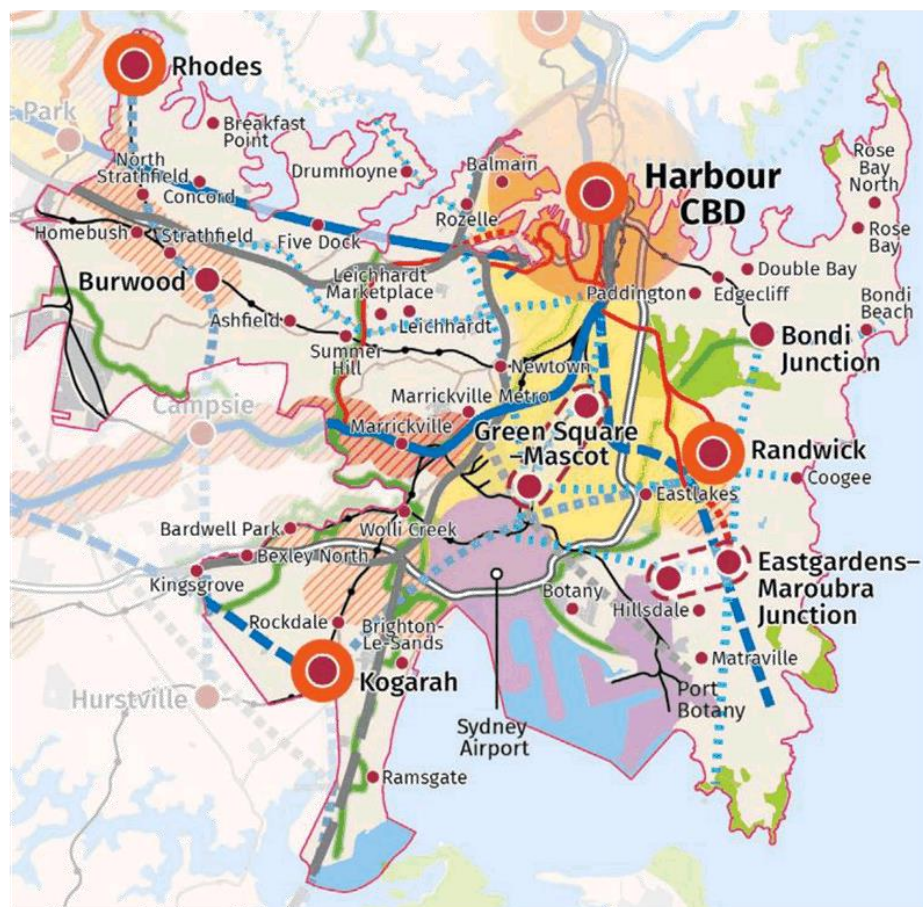 Rhodes
e Park
Breakfast
Point
North
Strathfield
Concord
Drummoyne
Balmain
Harbour
CBD
Rose
Bay
North
Rose
Bay
Homebush
Strathfield
Five Dock
Rozelle
Double Bay
Burwood
Leichhardt
Marketplace
Paddington
Edgecliff
Bondi
Beach
Ashfield
Leichhardt
Bondi
Junction
Summer
Hill
Newtown
Campsie
Marrickville Metro
Marrickville
Green Square
–Mascot
Randwick
Coogee
Eastlakes
Bardwell Park
Wolli Creek
Bexley North
Kingsgrove
Eastgardens–
Maroubra
Junction
Botany
Hillsdale
Rockdale
Brighton-
Le-Sands
Matraville
Kogarah
Hurstville
Port
Botany
Sydney
Airport
Ramsgate